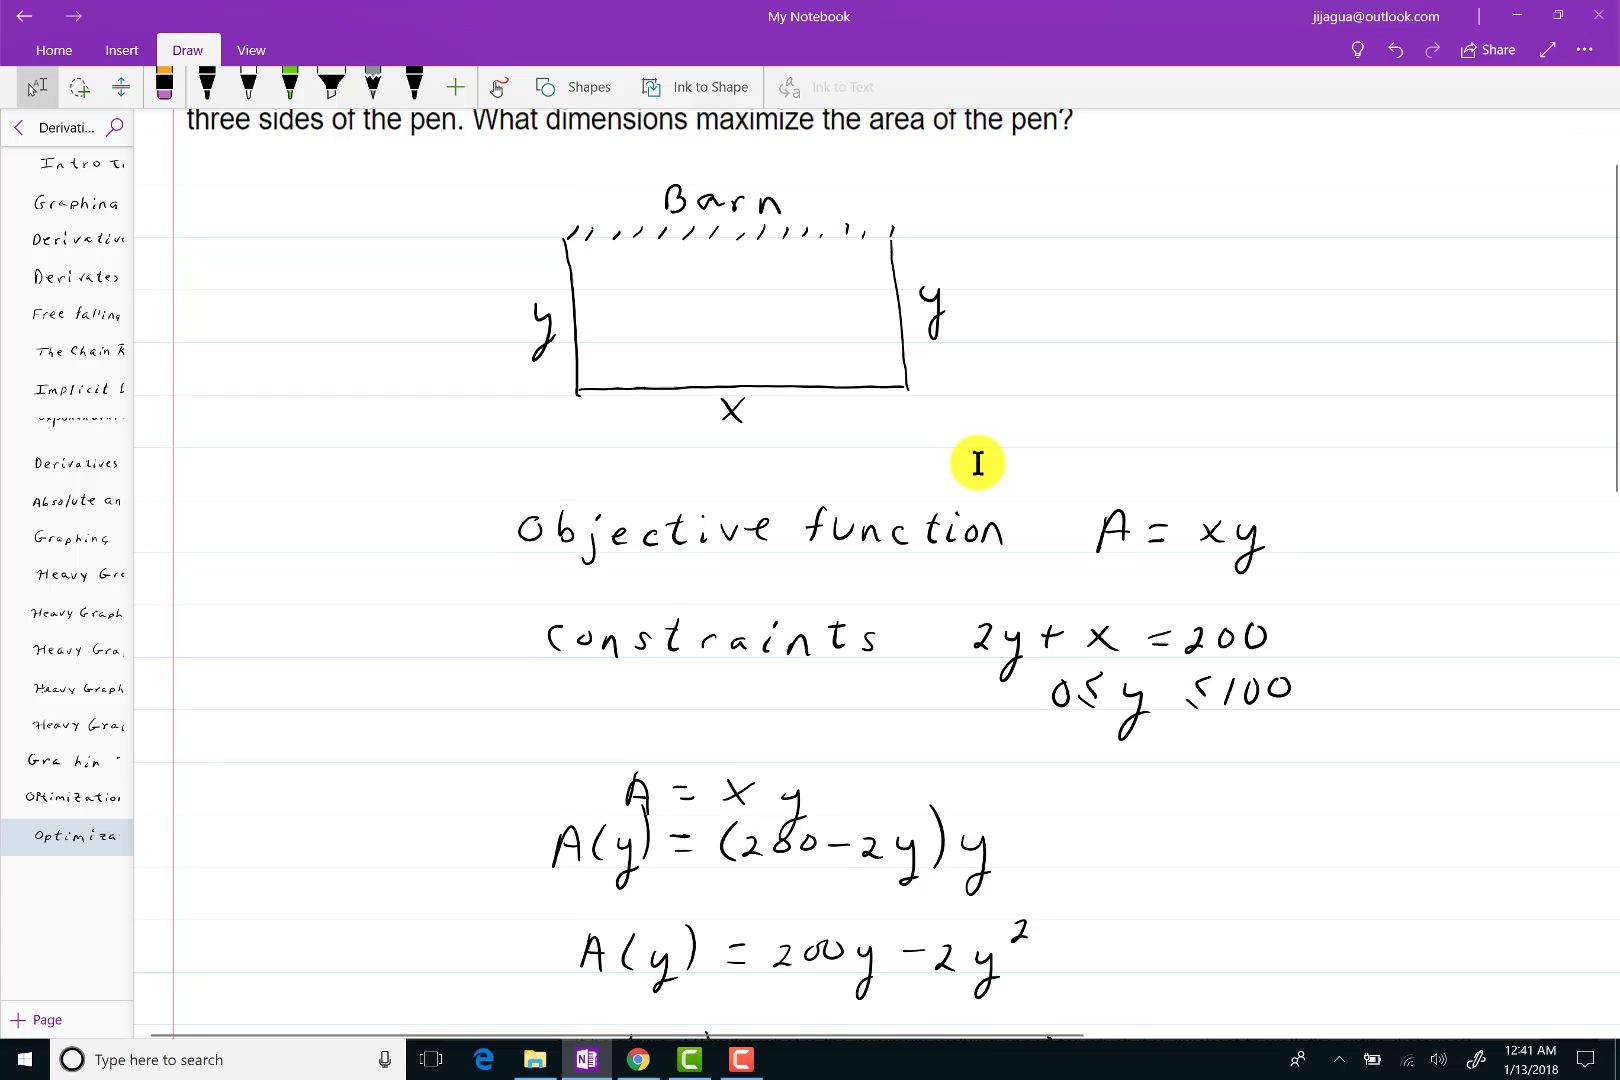 My Notebook
jijagua@outlook.com
Home Insert Draw View
Share
Shapes Ink to Shape Ink to Text
Derivati...
three sides of the pen. What dimensions maximize the area of the pen?
Intro
Graphing
Derivative
Derivates
Free falling
The Chain R
Implicit
Derivatives
Absolute an
Graphing
Heavy Gra
Heavy Graph
Heavy Gra
Heavy Graph
Heavy Gra
Gra hin
Optimization
Optimiza
+ Page
Barn
y y
x
Objective function A = xy
constraints 2y + x = 200
0 ≤ y ≤ 100
A = x y
A(y) = (200 - 2y) y
A(y) = 200y - 2y²
Type here to search
12:41 AM
1/13/2018